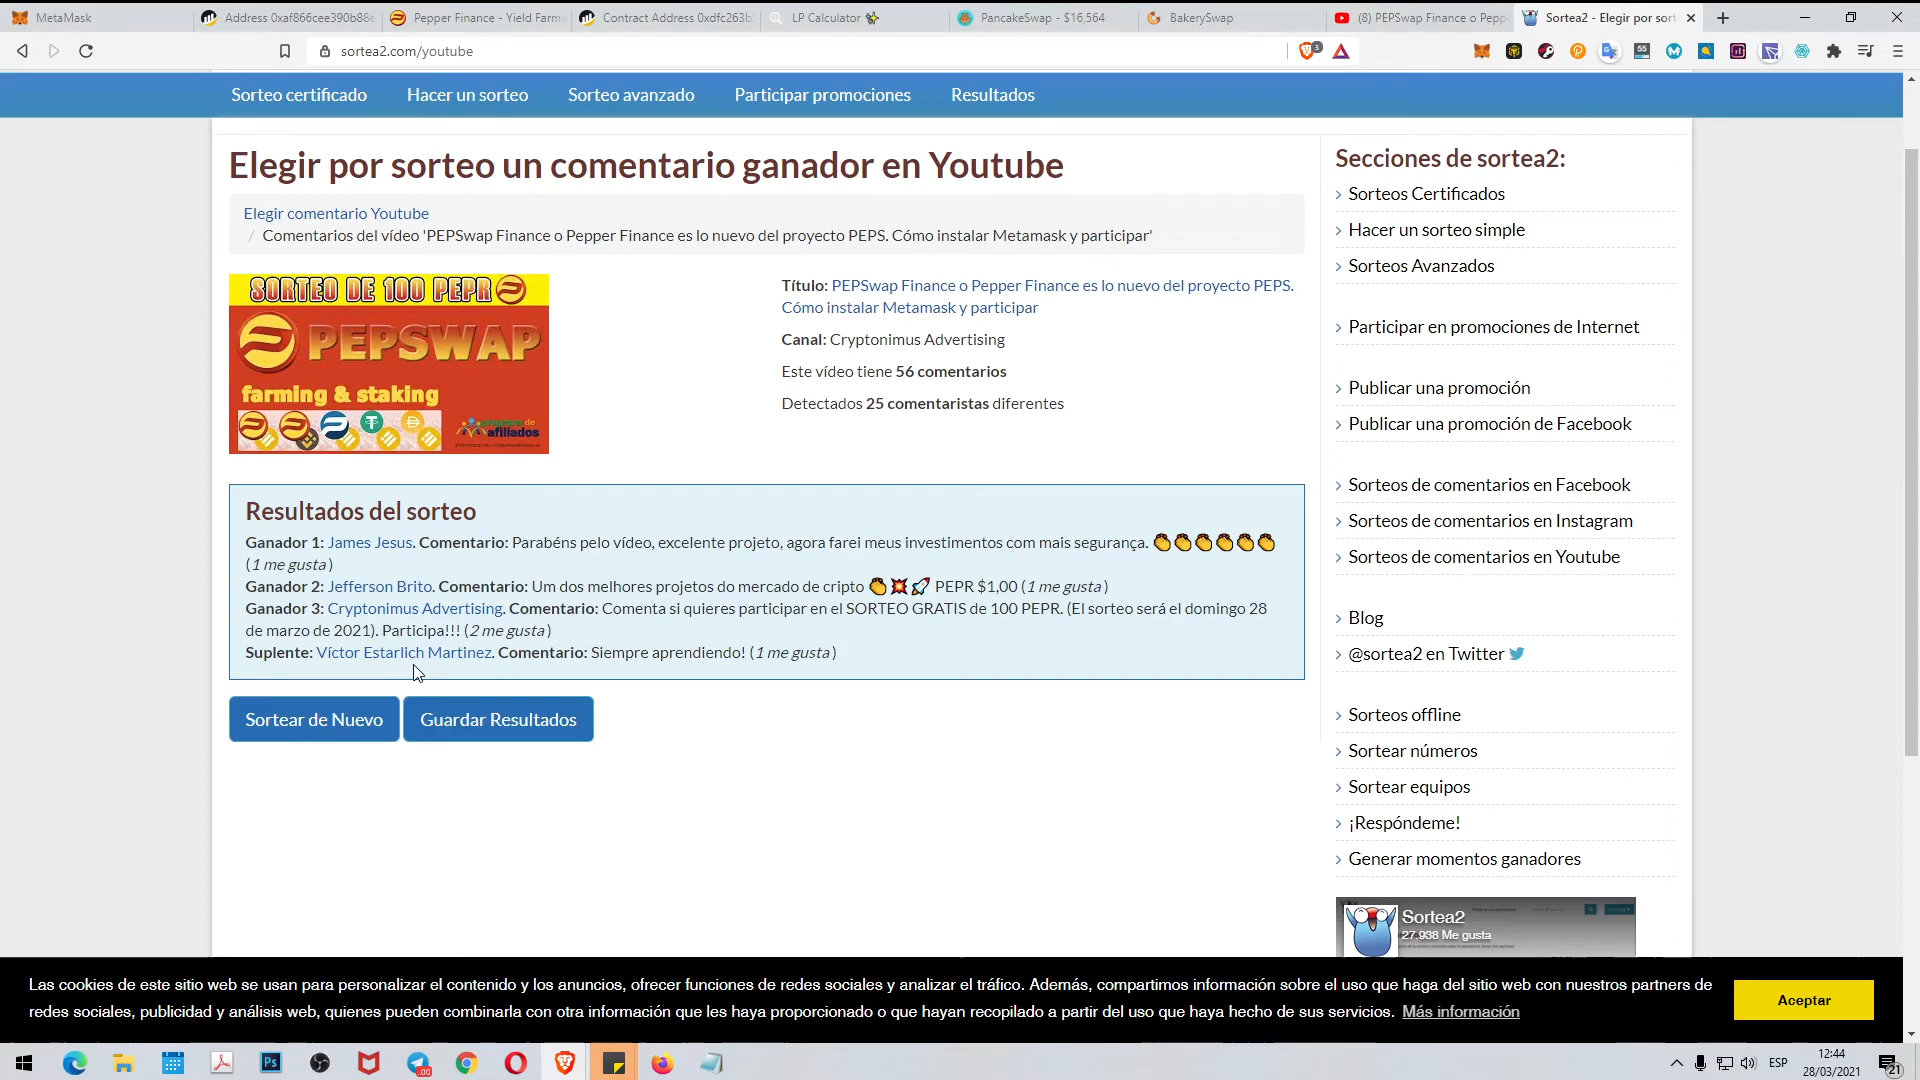 MetaMask
Address 0xaf866cee390b88e
Pepper Finance - Yield Farmi
Contract Address 0xdfc263b
LP Calculator
PancakeSwap - $16,564
BakerySwap
(8) PEPSwap Finance o Pepp
Sortea2 - Elegir por sort
sortea2.com/youtube
3
55
Sorteo certificado
Hacer un sorteo
Sorteo avanzado
Participar promociones
Resultados
Elegir por sorteo un comentario ganador en Youtube
Elegir comentario Youtube
/ Comentarios del vídeo 'PEPSwap Finance o Pepper Finance es lo nuevo del proyecto PEPS. Cómo instalar Metamask y participar'
SORTEO DE 100 PEPR
PEPSWAP
farming & staking
afiliados
Título: PEPSwap Finance o Pepper Finance es lo nuevo del proyecto PEPS.
Cómo instalar Metamask y participar
Canal: Cryptonimus Advertising
Este vídeo tiene 56 comentarios
Detectados 25 comentaristas diferentes
Resultados del sorteo
Ganador 1: James Jesus. Comentario: Parabéns pelo vídeo, excelente projeto, agora farei meus investimentos com mais segurança. 👏👏👏👏👏👏
(1 me gusta)
Ganador 2: Jefferson Brito. Comentario: Um dos melhores projetos do mercado de cripto 👏💥🚀 PEPR $1,00 (1 me gusta)
Ganador 3: Cryptonimus Advertising. Comentario: Comenta si quieres participar en el SORTEO GRATIS de 100 PEPR. (El sorteo será el domingo 28
de marzo de 2021). Participa!!! (2 me gusta)
Suplente: Víctor Estarlich Martinez. Comentario: Siempre aprendiendo! (1 me gusta)
Sortear de Nuevo
Guardar Resultados
Secciones de sortea2:
Sorteos Certificados
Hacer un sorteo simple
Sorteos Avanzados
Participar en promociones de Internet
Publicar una promoción
Publicar una promoción de Facebook
Sorteos de comentarios en Facebook
Sorteos de comentarios en Instagram
Sorteos de comentarios en Youtube
Blog
@sortea2 en Twitter
Sorteos offline
Sortear números
Sortear equipos
¡Respóndeme!
Generar momentos ganadores
Sortea2
27.938 Me gusta
Las cookies de este sitio web se usan para personalizar el contenido y los anuncios, ofrecer funciones de redes sociales y analizar el tráfico. Además, compartimos información sobre el uso que haga del sitio web con nuestros partners de
redes sociales, publicidad y análisis web, quienes pueden combinarla con otra información que les haya proporcionado o que hayan recopilado a partir del uso que haya hecho de sus servicios. Más información
Aceptar
Ps
.00
ESP
12:44
28/03/2021
21